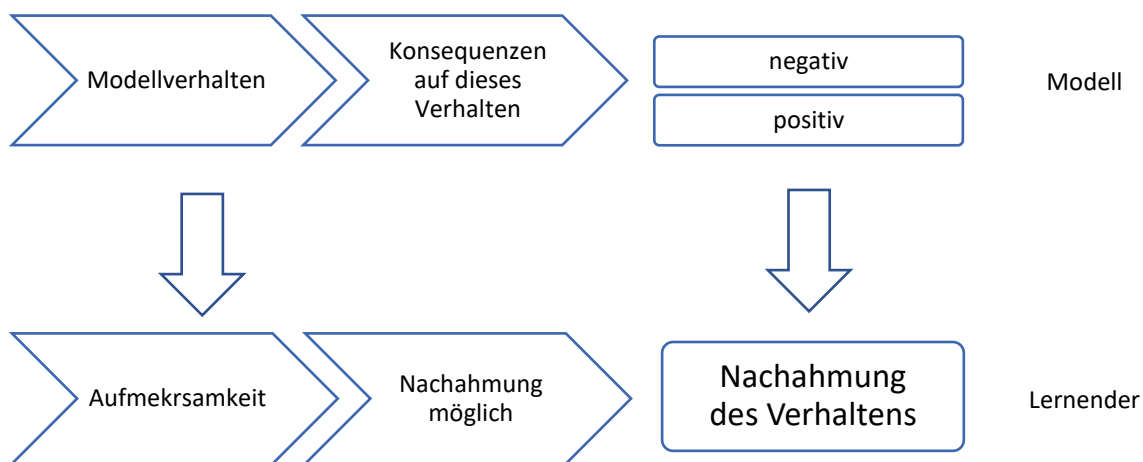 Modellverhalten
Konsequenzen
auf dieses
Verhalten
negativ
positiv
Modell
Aufmekrsamkeit
Nachahmung
möglich
Nachahmung
des Verhaltens
Lernender